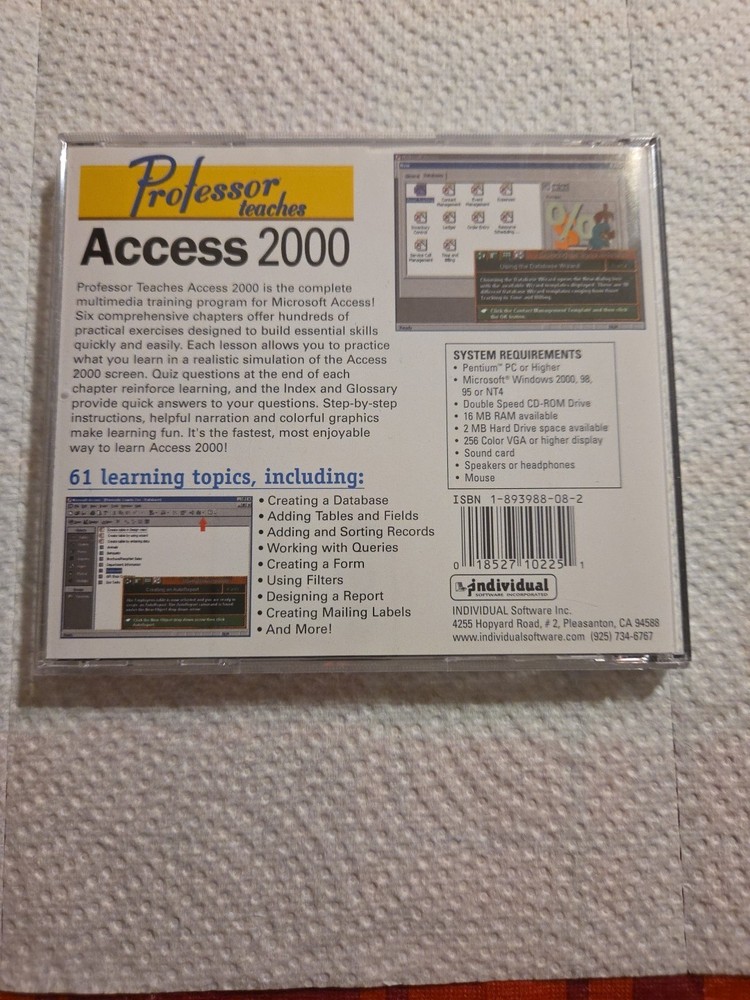 Professor
teaches
Access 2000
Professor Teaches Access 2000 is the complete
multimedia training program for Microsoft Access!
Six comprehensive chapters offer hundreds of
practical exercises designed to build essential skills
quickly and easily. Each lesson allows you to practice
what you learn in a realistic simulation of the Access
2000 screen. Quiz questions at the end of each
chapter reinforce learning, and the Index and Glossary
provide quick answers to your questions. Step-by-step
instructions, helpful narration and colorful graphics
make learning fun. It's the fastest, most enjoyable
way to learn Access 2000!
61 learning topics, including:
• Creating a Database
• Adding Tables and Fields
• Adding and Sorting Records
• Working with Queries
• Creating a Form
• Using Filters
• Designing a Report
• Creating Mailing Labels
• And More!
Using the Database Wizard
SYSTEM REQUIREMENTS
• Pentium™ PC or Higher
• Microsoft® Windows 2000, 98,
95 or NT4
• Double Speed CD-ROM Drive
• 16 MB RAM available
• 2 MB Hard Drive space available
• 256 Color VGA or higher display
• Sound card
• Speakers or headphones
• Mouse
ISBN 1-893988-08-2
0 18527 10225 1
individual
SOFTWARE INCORPORATED
INDIVIDUAL Software Inc.
4255 Hopyard Road, # 2, Pleasanton, CA 94588
www.individualsoftware.com (925) 734-6767